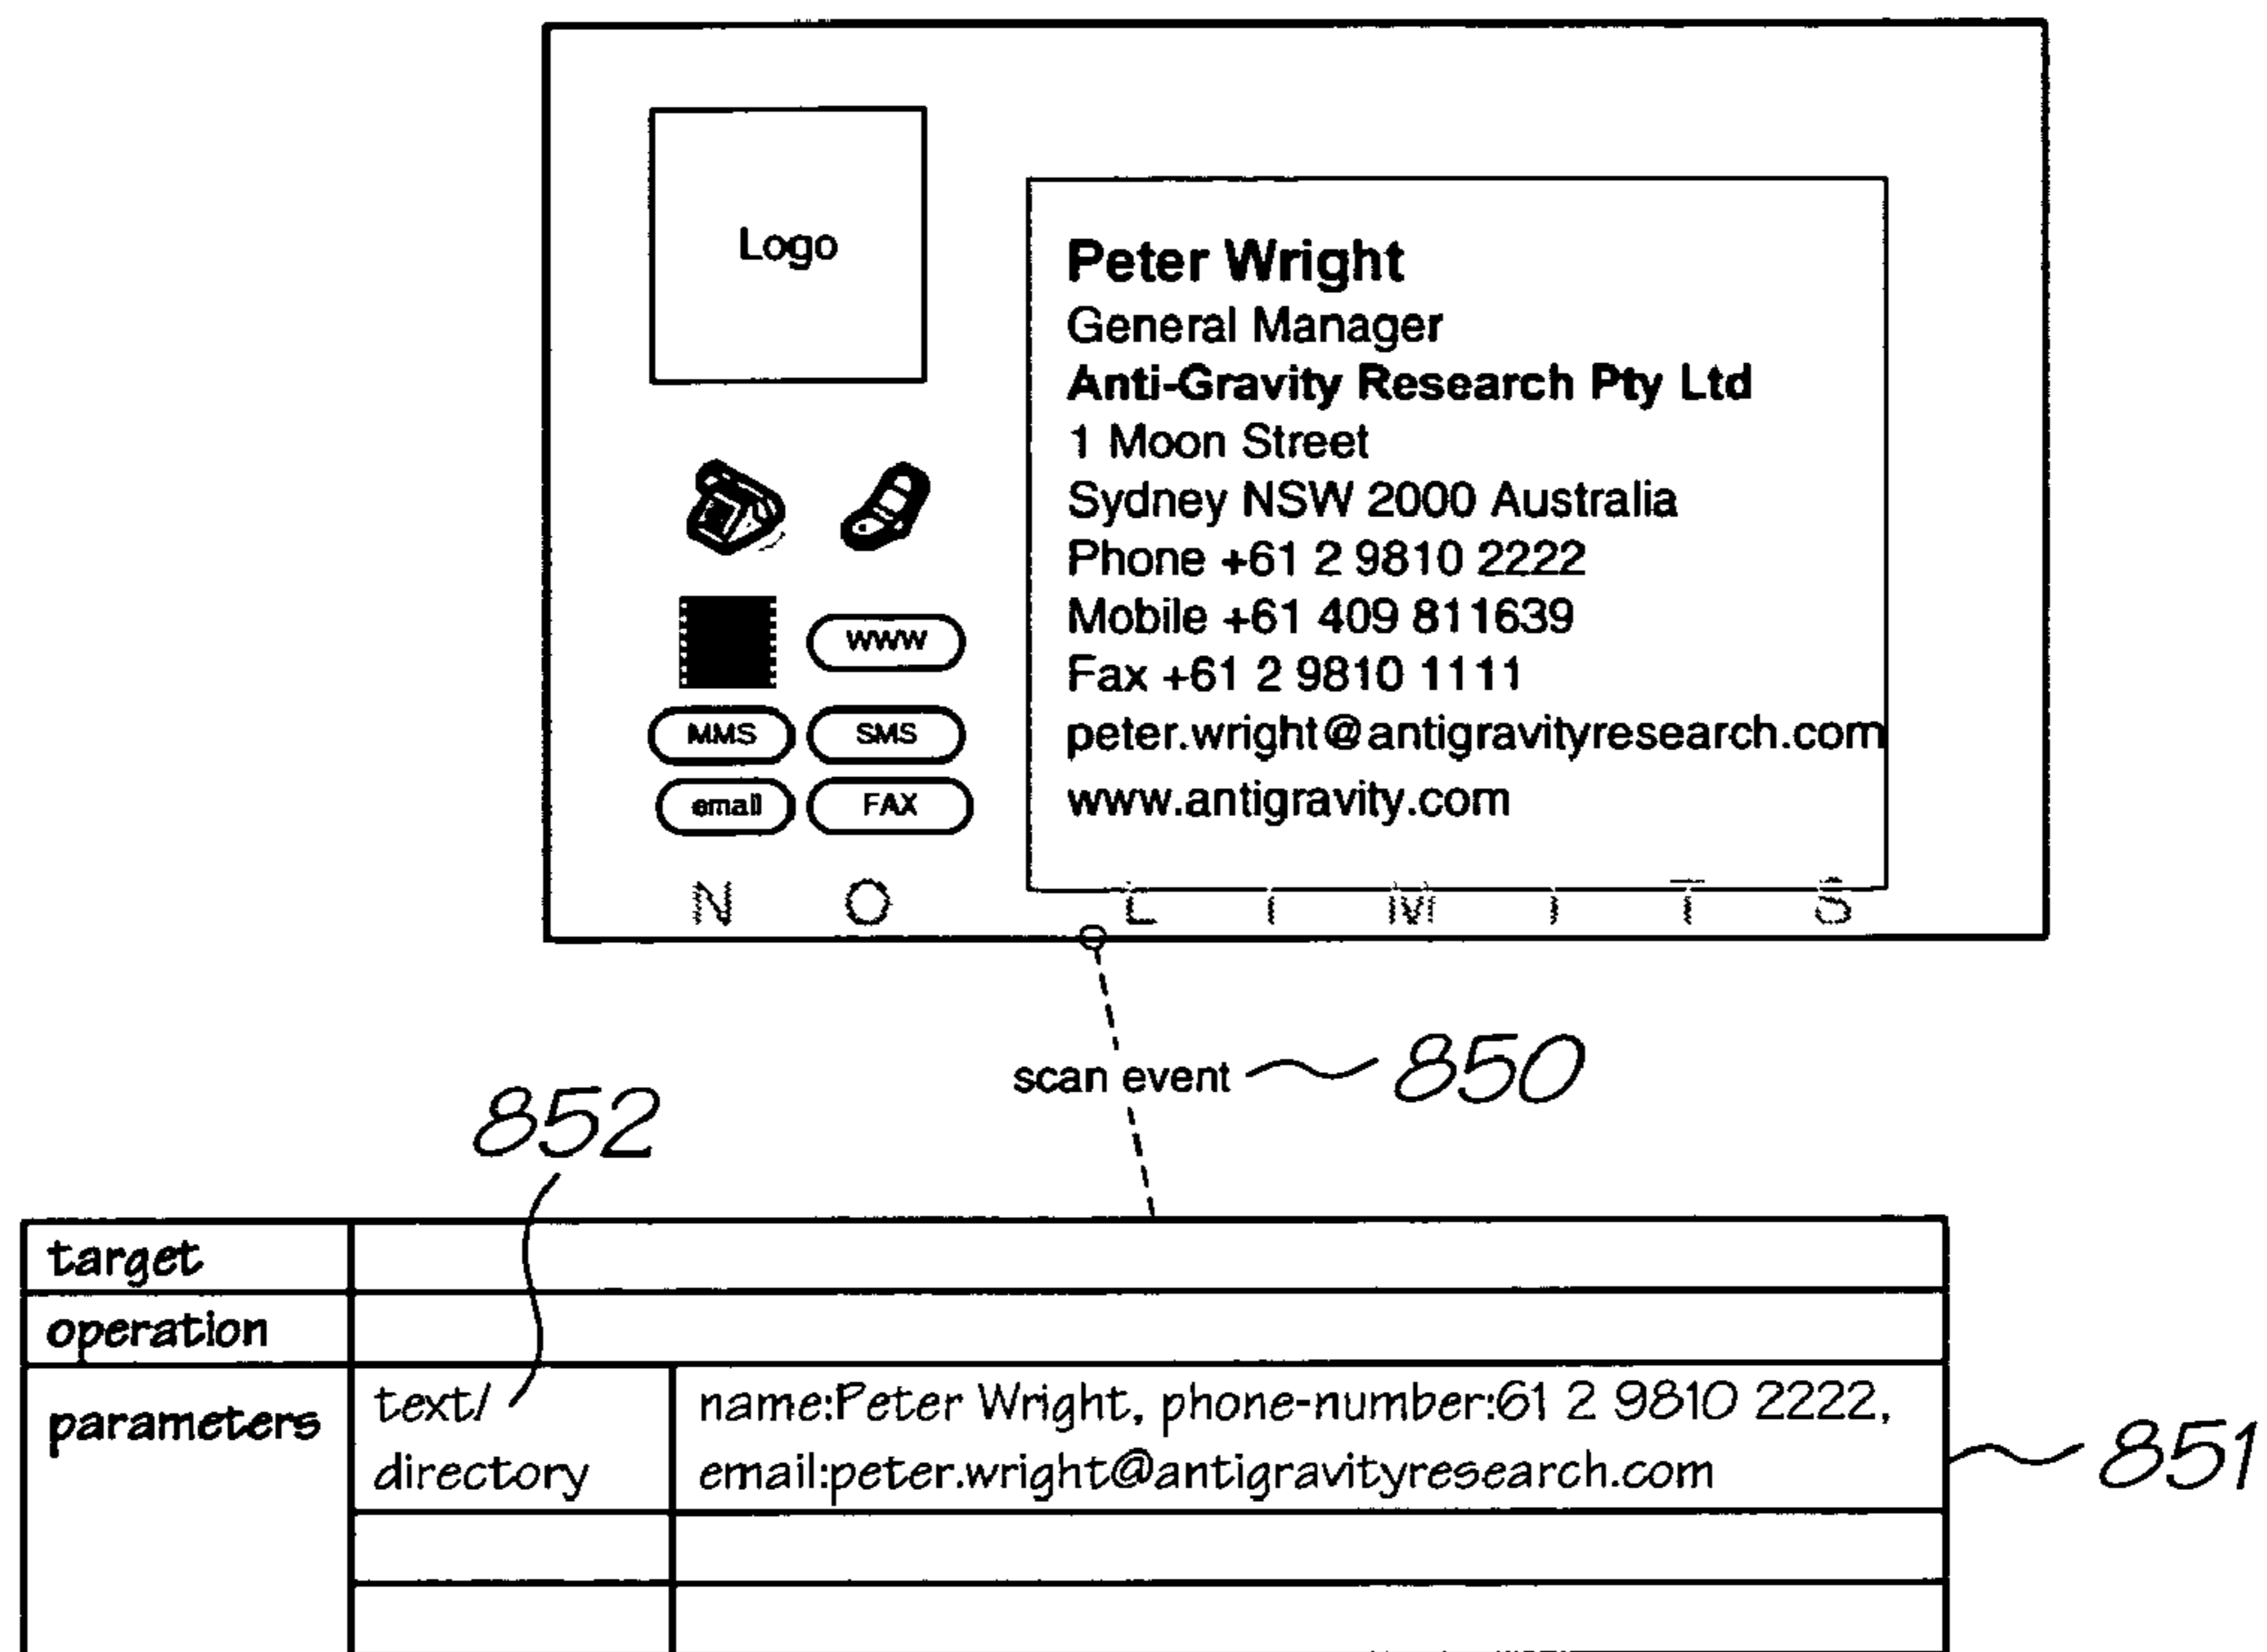 Logo
Peter Wright
General Manager
Anti-Gravity Research Pty Ltd
1 Moon Street
Sydney NSW 2000 Australia
Phone +61 2 9810 2222
Mobile +61 409 811639
Fax +61 2 9810 1111
peter.wright@antigravityresearch.com
www.antigravity.com
WWW
MMS SMS
email FAX
N O L I M I T S
scan event 850
852
target
operation
parameters
text/
directory
name:Peter Wright, phone-number:61 2 9810 2222,
email:peter.wright@antigravityresearch.com
851